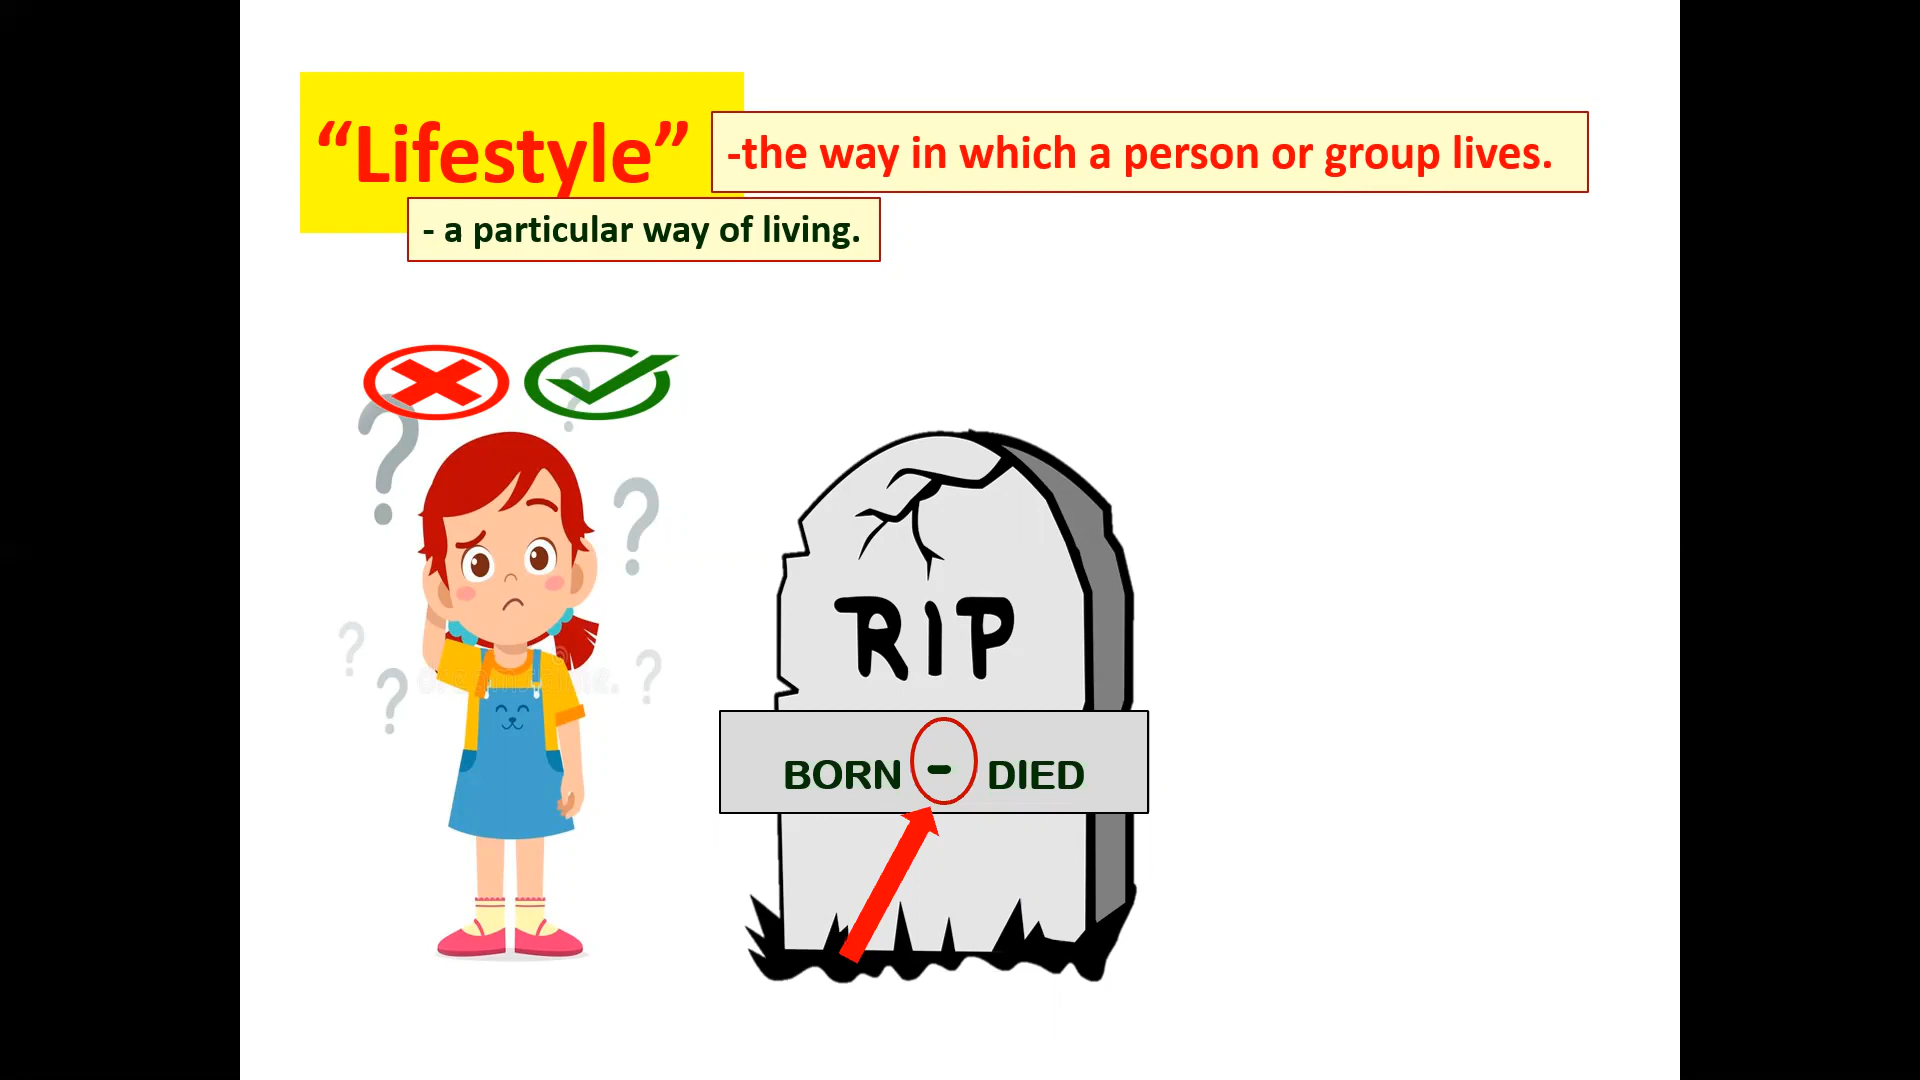 “Lifestyle”
-the way in which a person or group lives.
- a particular way of living.
RIP
BORN - DIED